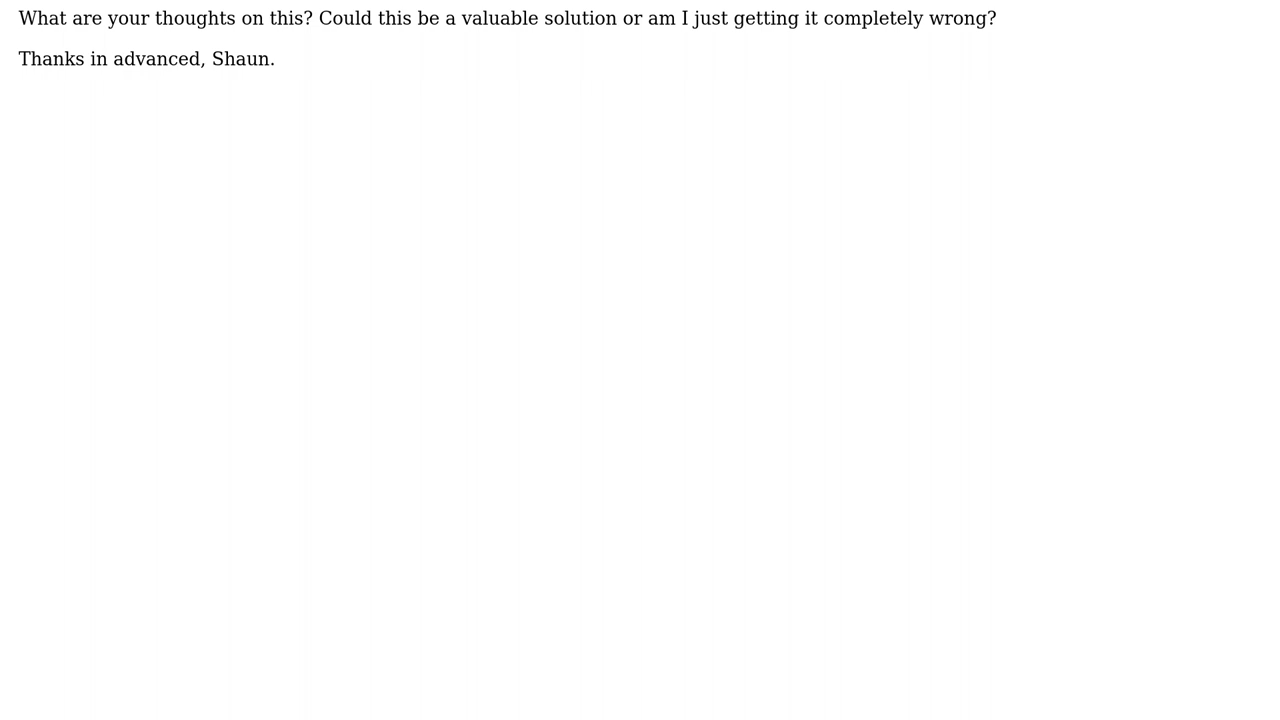 What are your thoughts on this? Could this be a valuable solution or am I just getting it completely wrong?
Thanks in advanced, Shaun.